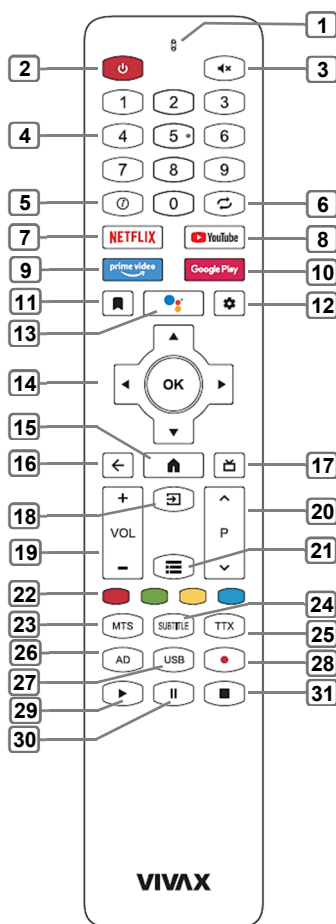 1
2
3
1 2 3
4
4 5 6
7 8 9
5
i 0
6
7
NETFLIX
YouTube
8
9
prime video
Google Play
10
11
12
13
14
OK
15
16
17
18
+
VOL
P
20
19
−
21
22
24
23
MTS SUBTITLE TTX
25
26
AD USB
28
27
29
31
30
VIVAX